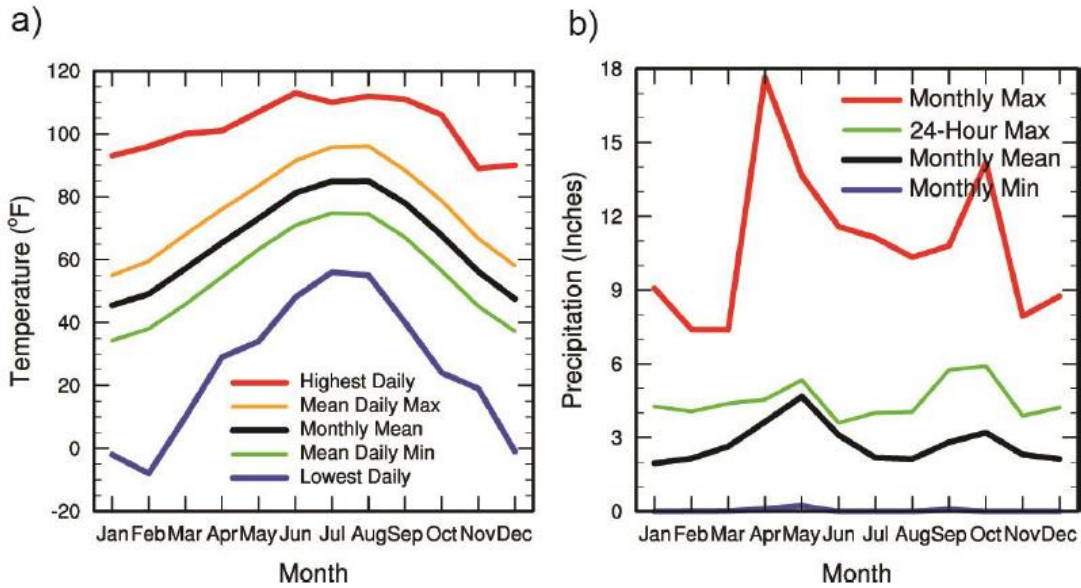 a)
120
100
80
60
40
20
0
-20
Temperature (°F)
Highest Daily
Mean Daily Max
Monthly Mean
Mean Daily Min
Lowest Daily
Jan Feb Mar Apr May Jun Jul Aug Sep Oct Nov Dec
Month
b)
18
15
12
9
6
3
0
Precipitation (Inches)
Monthly Max
24-Hour Max
Monthly Mean
Monthly Min
Jan Feb Mar Apr May Jun Jul Aug Sep Oct Nov Dec
Month